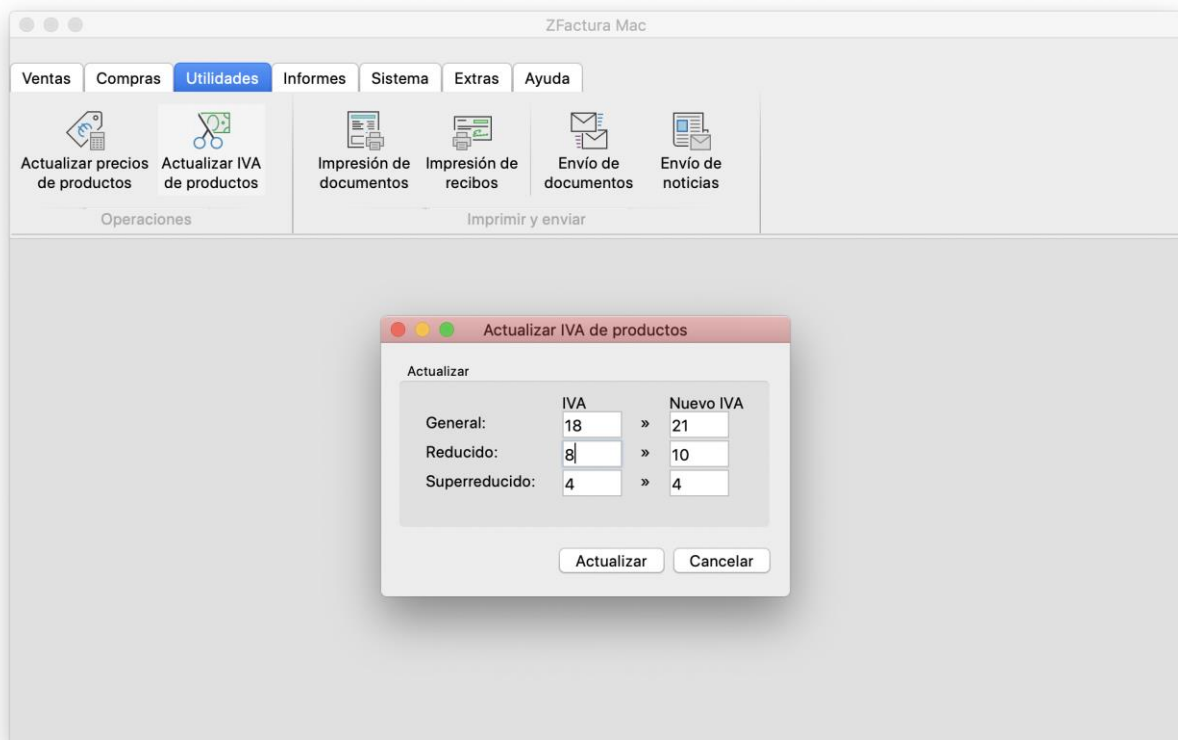 ZFactura Mac
Ventas Compras Utilidades Informes Sistema Extras Ayuda
Actualizar precios de productos
Actualizar IVA de productos
Impresión de documentos
Impresión de recibos
Envío de documentos
Envío de noticias
Operaciones
Imprimir y enviar
Actualizar IVA de productos
Actualizar
IVA Nuevo IVA
General: 18 » 21
Reducido: 8 » 10
Superreducido: 4 » 4
Actualizar Cancelar